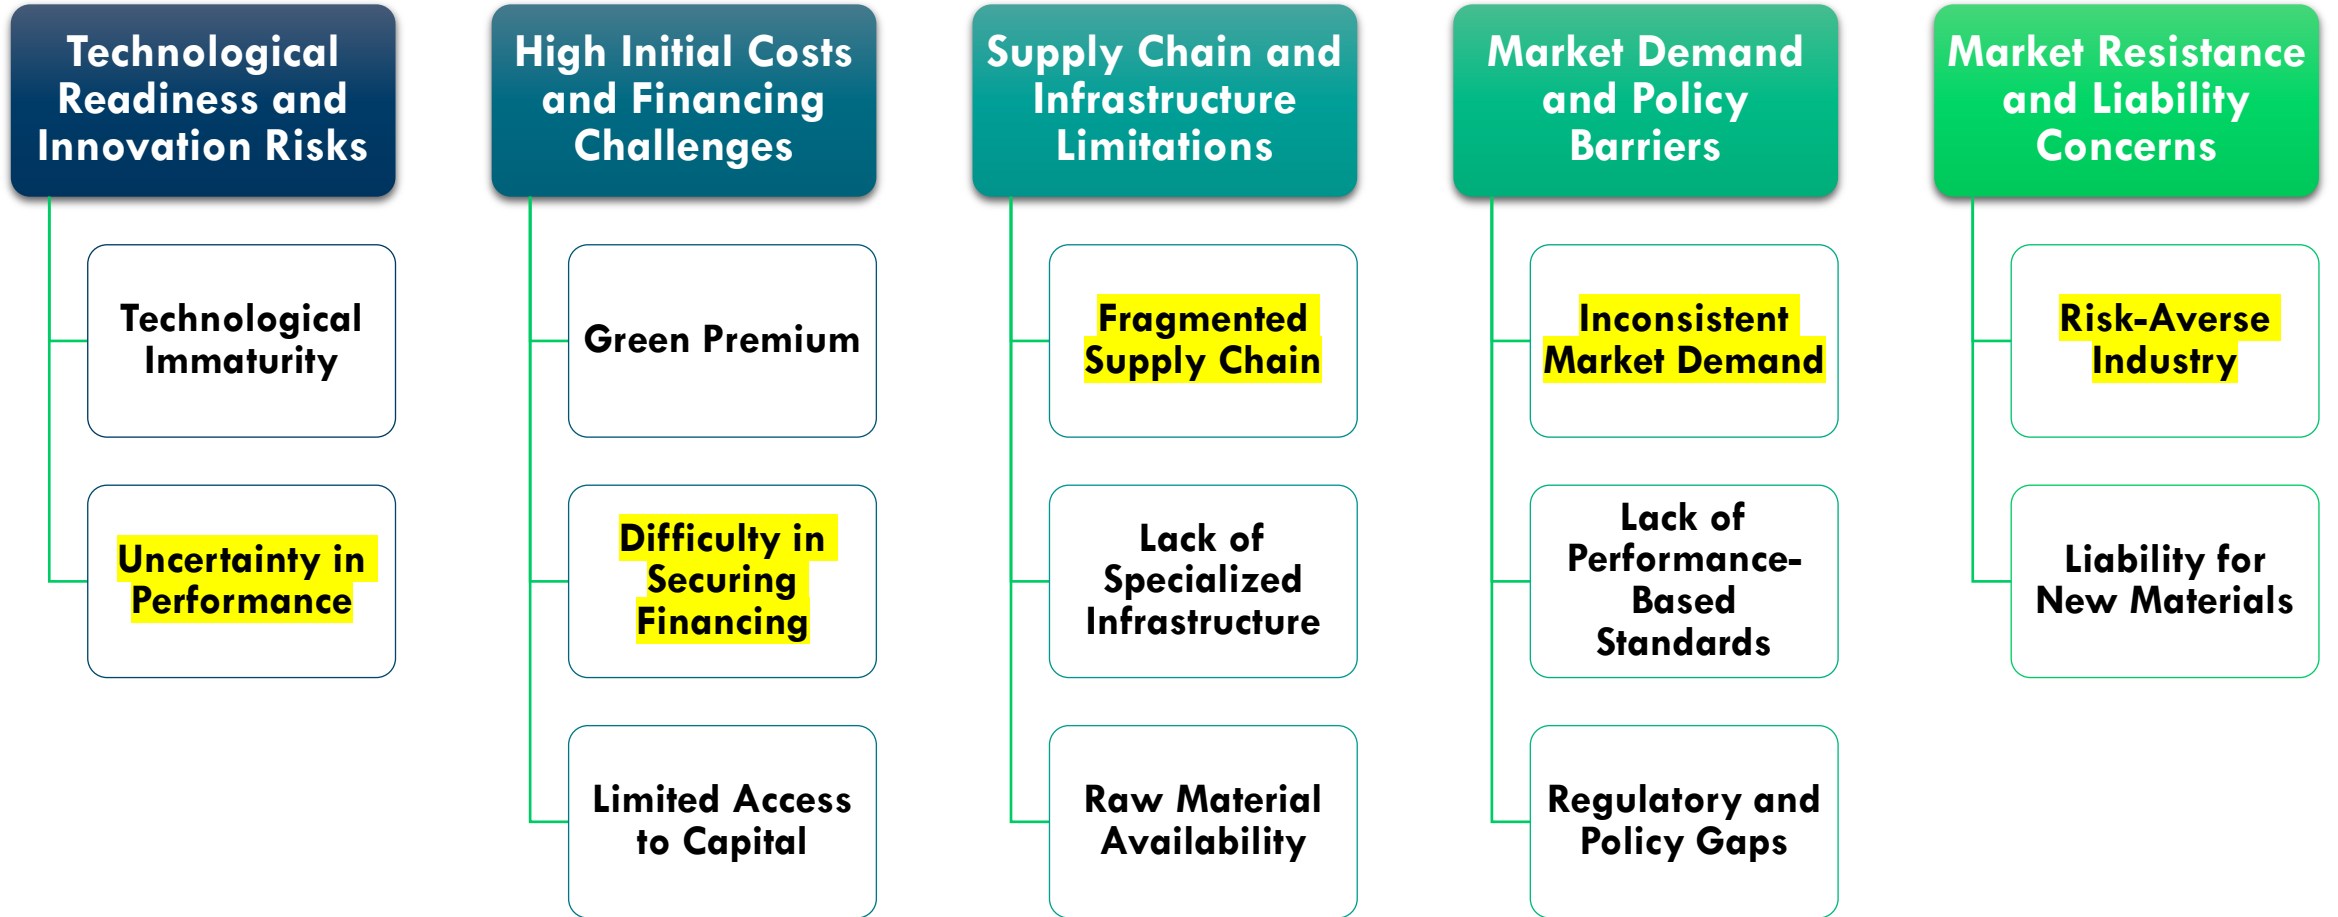 Technological
Readiness and
Innovation Risks
Technological
Immaturity
Uncertainty in
Performance
High Initial Costs
and Financing
Challenges
Green Premium
Difficulty in
Securing
Financing
Limited Access
to Capital
Supply Chain and
Infrastructure
Limitations
Fragmented
Supply Chain
Lack of
Specialized
Infrastructure
Raw Material
Availability
Market Demand
and Policy
Barriers
Inconsistent
Market Demand
Lack of
Performance-
Based
Standards
Regulatory and
Policy Gaps
Market Resistance
and Liability
Concerns
Risk-Averse
Industry
Liability for
New Materials